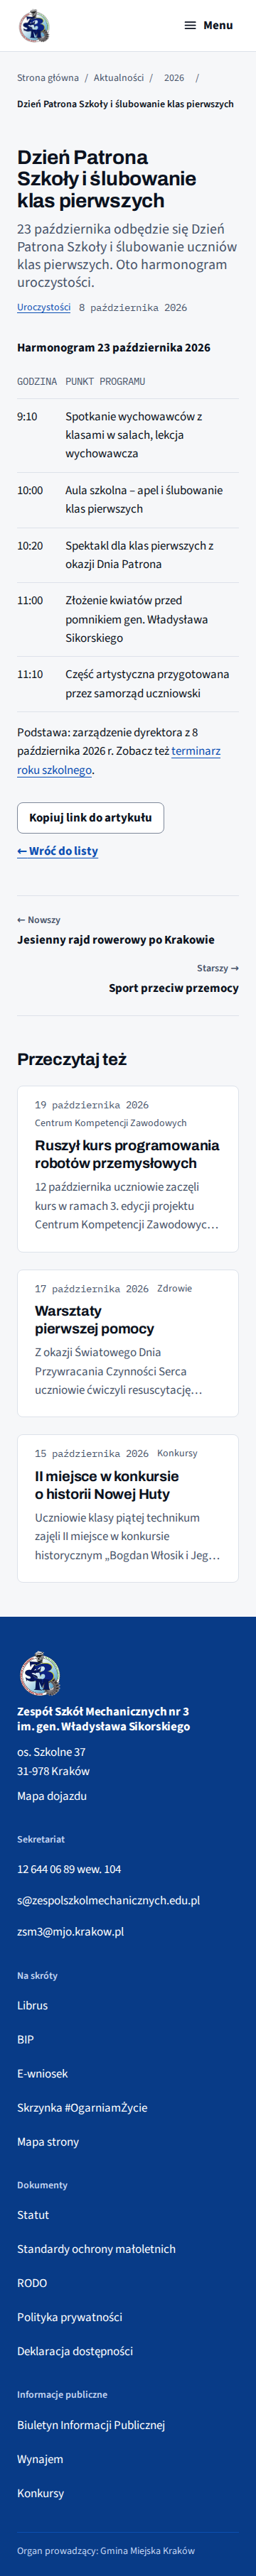 Menu
Strona główna / Aktualności / 2026 /
Dzień Patrona Szkoły i ślubowanie klas pierwszych
Dzień Patrona
Szkoły i ślubowanie
klas pierwszych
23 października odbędzie się Dzień
Patrona Szkoły i ślubowanie uczniów
klas pierwszych. Oto harmonogram
uroczystości.
Uroczystości 8 października 2026
Harmonogram 23 października 2026
GODZINA PUNKT PROGRAMU
9:10 Spotkanie wychowawców z
klasami w salach, lekcja
wychowawcza
10:00 Aula szkolna – apel i ślubowanie
klas pierwszych
10:20 Spektakl dla klas pierwszych z
okazji Dnia Patrona
11:00 Złożenie kwiatów przed
pomnikiem gen. Władysława
Sikorskiego
11:10 Część artystyczna przygotowana
przez samorząd uczniowski
Podstawa: zarządzenie dyrektora z 8
października 2026 r. Zobacz też terminarz
roku szkolnego.
Kopiuj link do artykułu
← Wróć do listy
← Nowszy
Jesienny rajd rowerowy po Krakowie
Starszy →
Sport przeciw przemocy
Przeczytaj też
19 października 2026
Centrum Kompetencji Zawodowych
Ruszył kurs programowania
robotów przemysłowych
12 października uczniowie zaczęli
kurs w ramach 3. edycji projektu
Centrum Kompetencji Zawodowyc…
17 października 2026 Zdrowie
Warsztaty
pierwszej pomocy
Z okazji Światowego Dnia
Przywracania Czynności Serca
uczniowie ćwiczyli resuscytację…
15 października 2026 Konkursy
II miejsce w konkursie
o historii Nowej Huty
Uczniowie klasy piątej technikum
zajęli II miejsce w konkursie
historycznym „Bogdan Włosik i Jeg…
Zespół Szkół Mechanicznych nr 3
im. gen. Władysława Sikorskiego
os. Szkolne 37
31-978 Kraków
Mapa dojazdu
Sekretariat
12 644 06 89 wew. 104
s@zespolszkolmechanicznych.edu.pl
zsm3@mjo.krakow.pl
Na skróty
Librus
BIP
E-wniosek
Skrzynka #OgarniamŻycie
Mapa strony
Dokumenty
Statut
Standardy ochrony małoletnich
RODO
Polityka prywatności
Deklaracja dostępności
Informacje publiczne
Biuletyn Informacji Publicznej
Wynajem
Konkursy
Organ prowadzący: Gmina Miejska Kraków